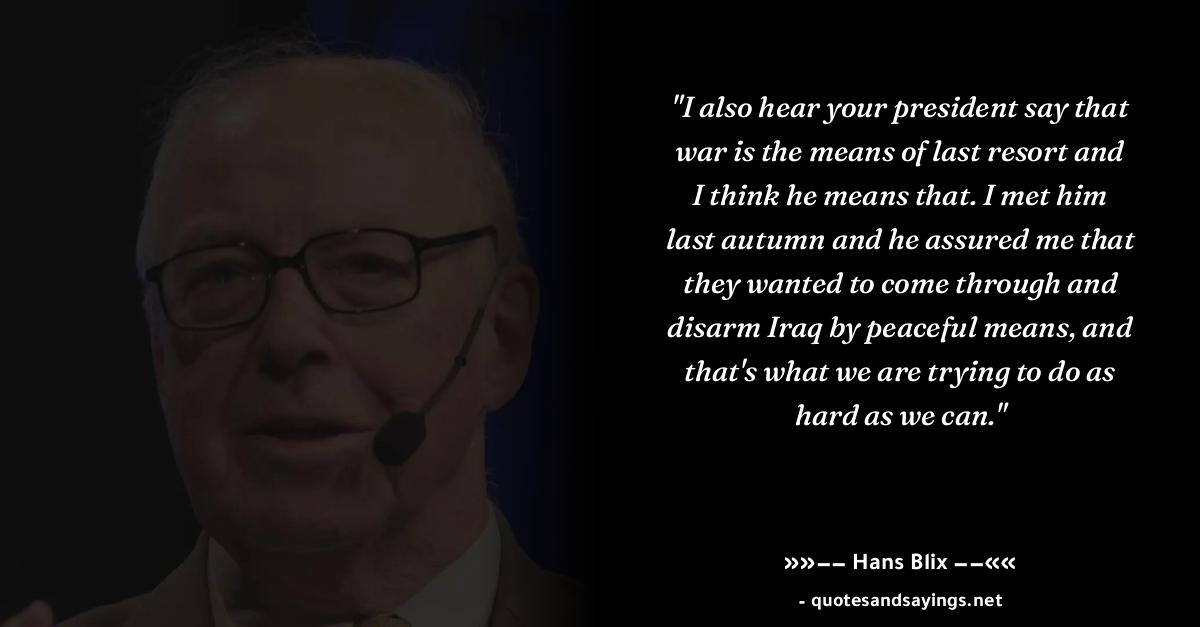 "I also hear your president say that
war is the means of last resort and
I think he means that. I met him
last autumn and he assured me that
they wanted to come through and
disarm Iraq by peaceful means, and
that's what we are trying to do as
hard as we can."
»»–– Hans Blix ––««
- quotesandsayings.net